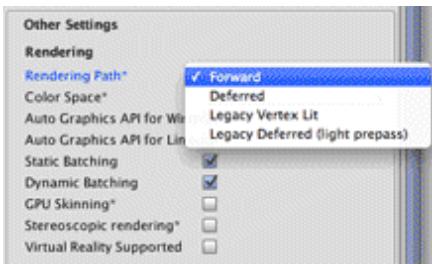 Other Settings
Rendering
Rendering Path*
✓ Forward
Deferred
Legacy Vertex Lit
Legacy Deferred (light prepass)
Color Space*
Auto Graphics API for
Auto Graphics API for
Static Batching
Dynamic Batching
GPU Skinning*
Stereoscopic rendering*
Virtual Reality Supported